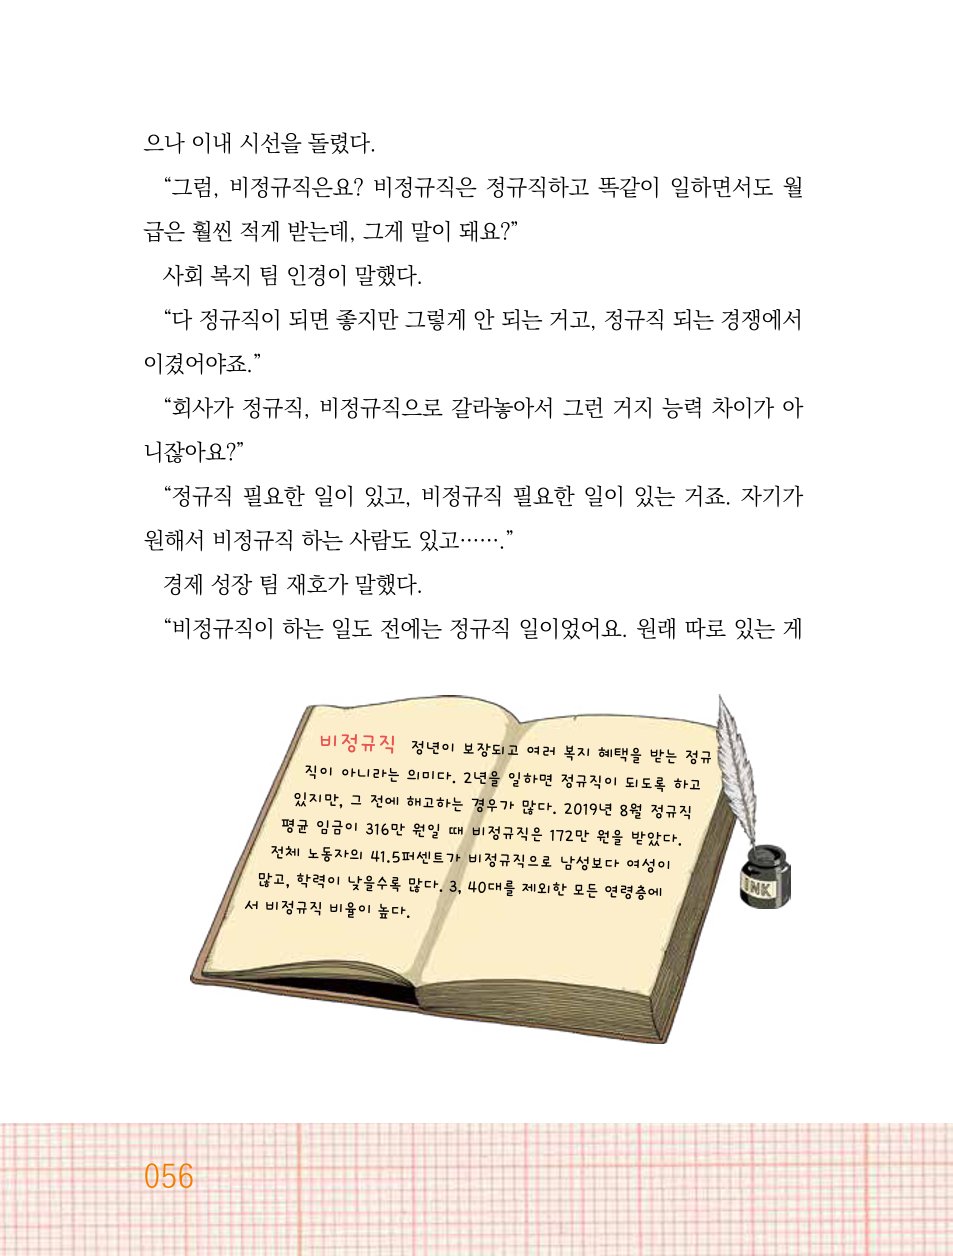 으나 이내 시선을 돌렸다.
“그럼, 비정규직은요? 비정규직은 정규직하고 똑같이 일하면서도 월
급은 훨씬 적게 받는데, 그게 말이 돼요?”
사회 복지 팀 인경이 말했다.
“다 정규직이 되면 좋지만 그렇게 안 되는 거고, 정규직 되는 경쟁에서
이겼어야죠.”
“회사가 정규직, 비정규직으로 갈라놓아서 그런 거지 능력 차이가 아
니잖아요?”
“정규직 필요한 일이 있고, 비정규직 필요한 일이 있는 거죠. 자기가
원해서 비정규직 하는 사람도 있고…….”
경제 성장 팀 재호가 말했다.
“비정규직이 하는 일도 전에는 정규직 일이었어요. 원래 따로 있는 게
비정규직 정년이 보장되고 여러 복지 혜택을 받는 정규
직이 아니라는 의미다. 2년을 일하면 정규직이 되도록 하고
있지만, 그 전에 해고하는 경우가 많다. 2019년 8월 정규직
평균 임금이 316만 원일 때 비정규직은 172만 원을 받았다.
전체 노동자의 41.5퍼센트가 비정규직으로 남성보다 여성이
많고, 학력이 낮을수록 많다. 3, 40대를 제외한 모든 연령층에
서 비정규직 비율이 높다.
INK
056